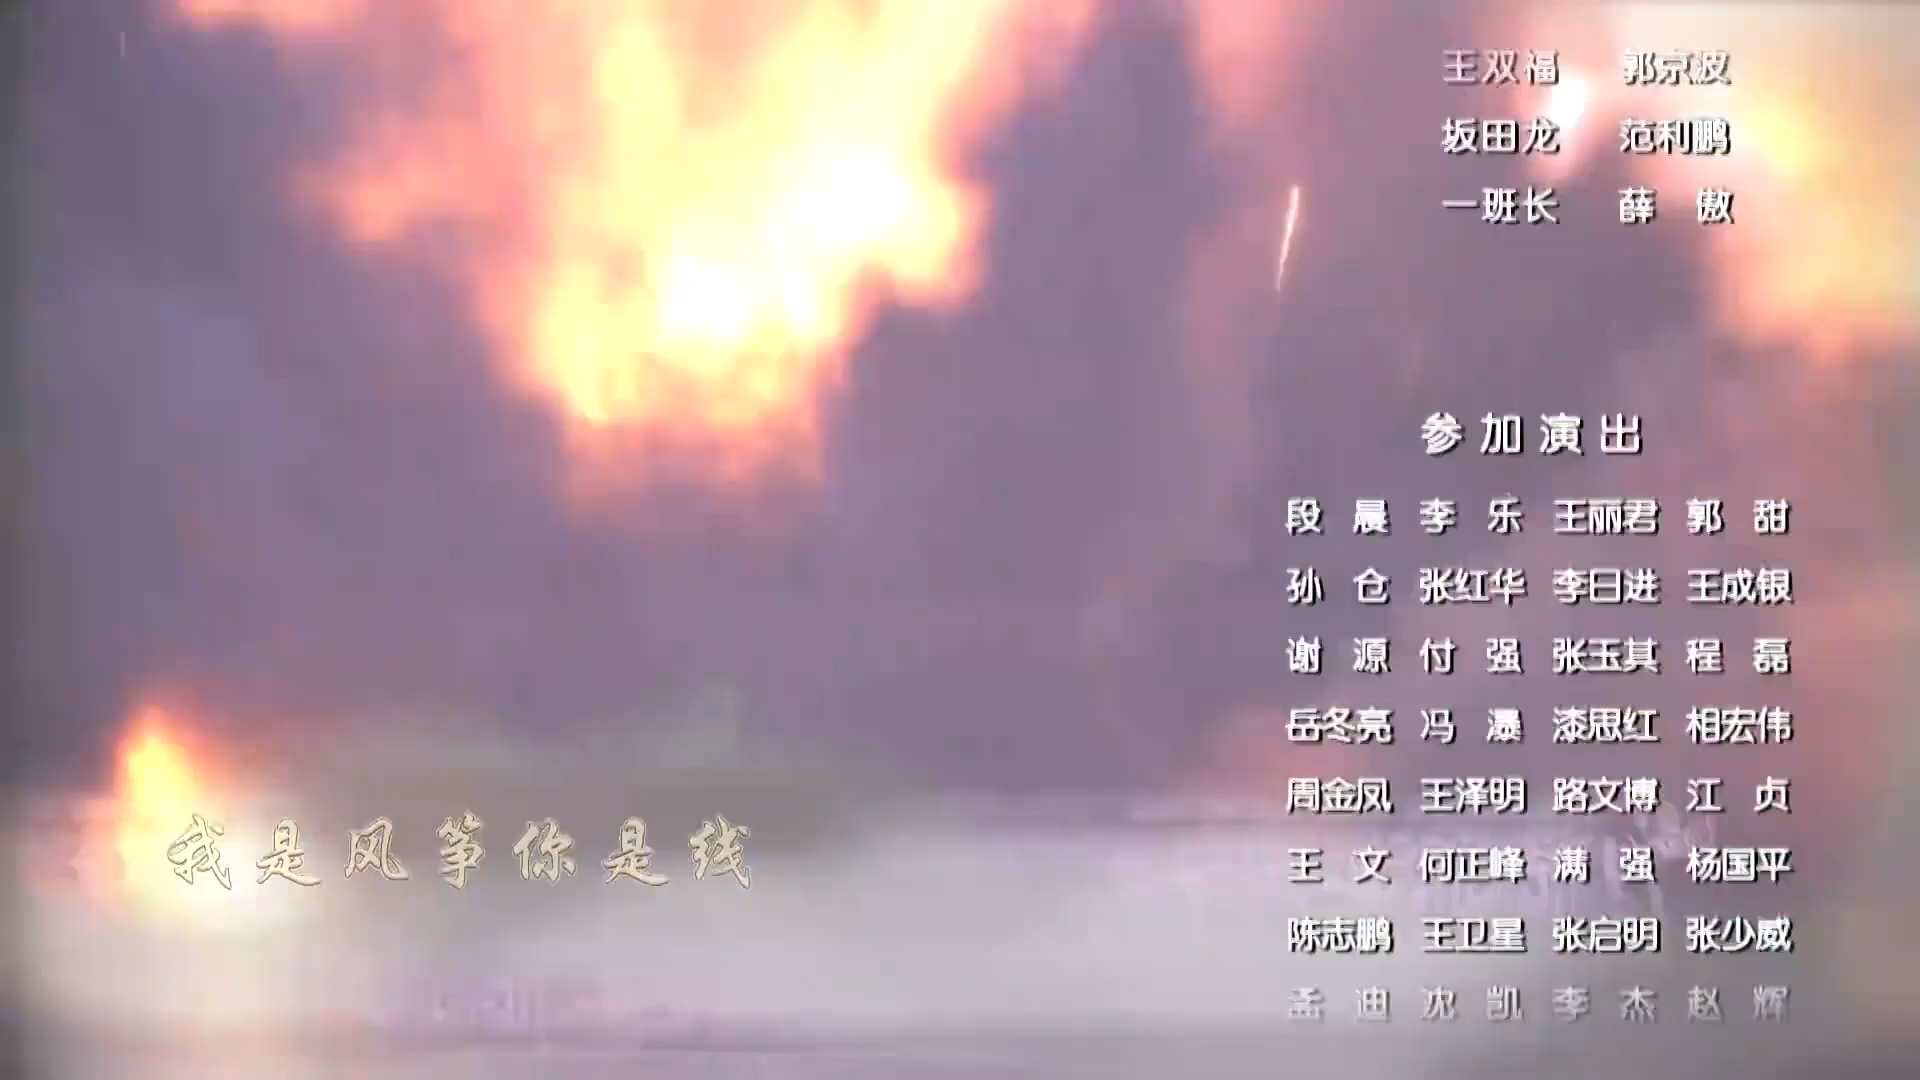 王双福 郭京波
坂田龙 范利鹏
一班长 薛 傲
参加演出
段 晨 李 乐 王丽君 郭 甜
孙 仓 张红华 李日进 王成银
谢 源 付 强 张玉其 程 磊
岳冬亮 冯 瀑 漆思红 相宏伟
周金凤 王泽明 路文博 江 贞
王 文 何正峰 满 强 杨国平
陈志鹏 王卫星 张启明 张少威
孟 迪 沈 凯 李 杰 赵 辉
我是风筝你是线